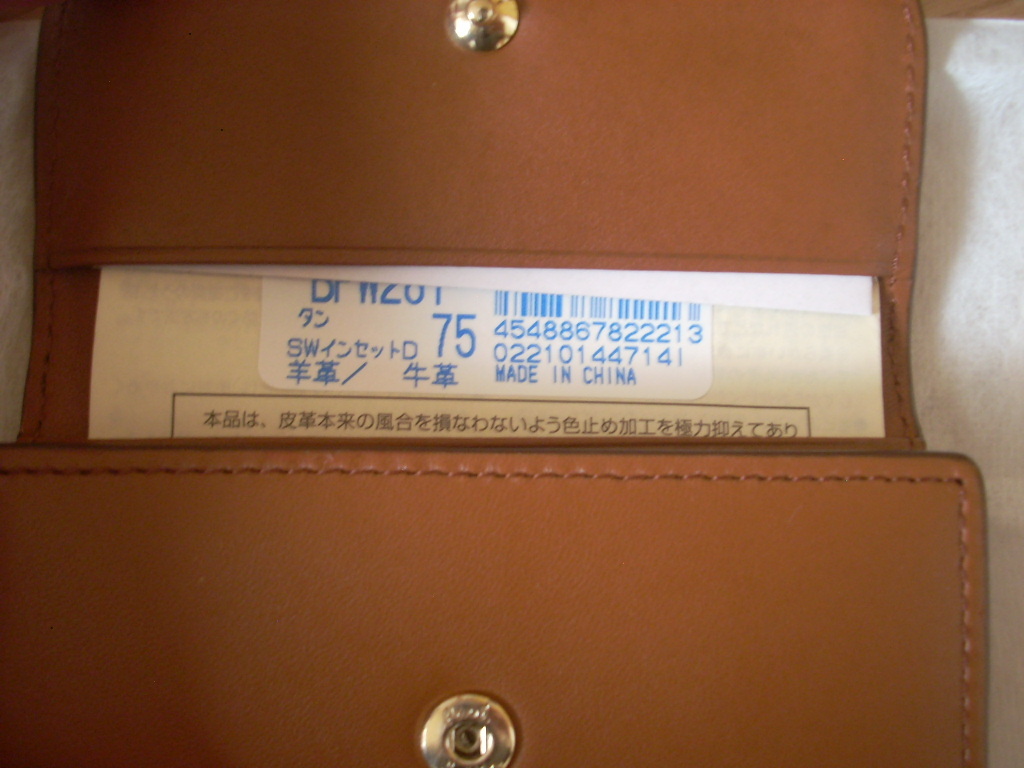 タン
75
SWインセットD
羊革/ 牛革
4548867822213
022101447141
MADE IN CHINA
本品は、皮革本来の風合を損なわないよう色止め加工を極力抑えてあり